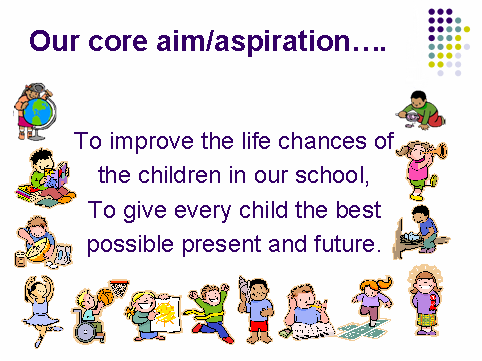 Our core aim/aspiration….
To improve the life chances of
the children in our school,
To give every child the best
possible present and future.